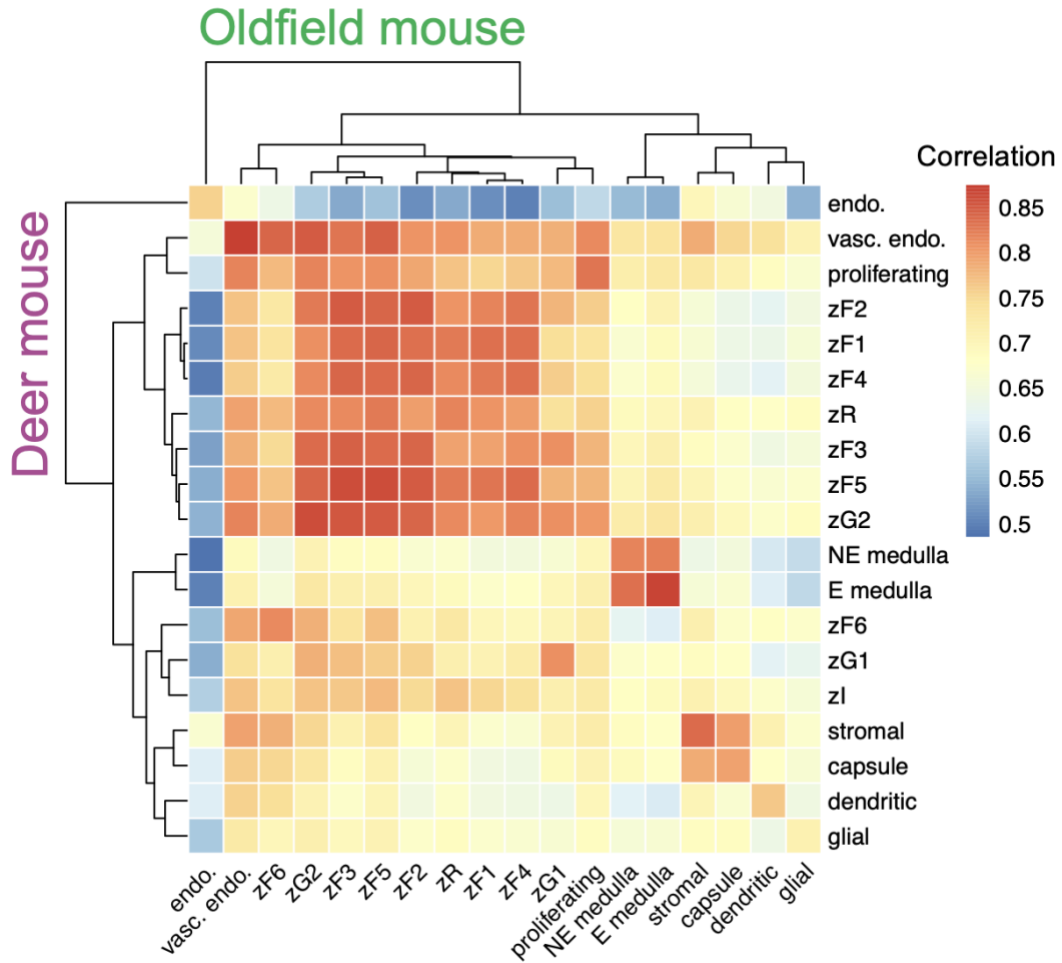 Oldfield mouse
Deer mouse
Correlation
0.85
0.8
0.75
0.7
0.65
0.6
0.55
0.5
endo.
vasc. endo.
proliferating
zF2
zF1
zF4
zR
zF3
zF5
zG2
NE medulla
E medulla
zF6
zG1
zI
stromal
capsule
dendritic
glial
endo.
vasc. endo.
zF6
zG2
zF3
zF5
zF2
zR
zF1
zF4
zG1
proliferating
NE medulla
E medulla
stromal
capsule
dendritic
glial